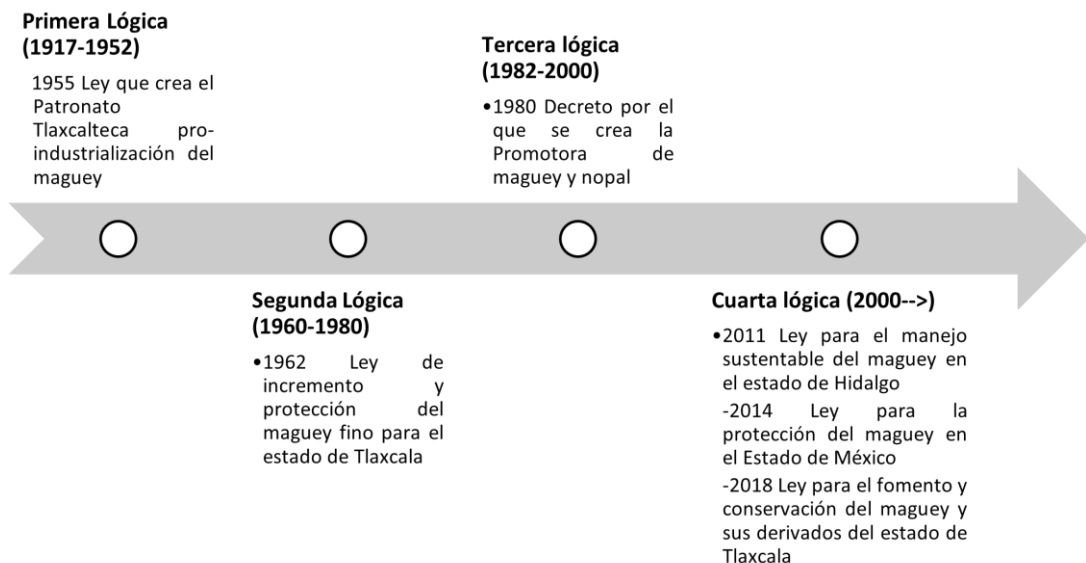 Primera Lógica
(1917-1952)
1955 Ley que crea el
Patronato
Tlaxcalteca pro-
industrialización del
maguey
Segunda Lógica
(1960-1980)
•1962 Ley de
incremento y
protección del
maguey fino para el
estado de Tlaxcala
Tercera lógica
(1982-2000)
•1980 Decreto por el
que se crea la
Promotora de
maguey y nopal
Cuarta lógica (2000-->)
•2011 Ley para el manejo
sustentable del maguey en
el estado de Hidalgo
-2014 Ley para la
protección del maguey en
el Estado de México
-2018 Ley para el fomento y
conservación del maguey y
sus derivados del estado de
Tlaxcala